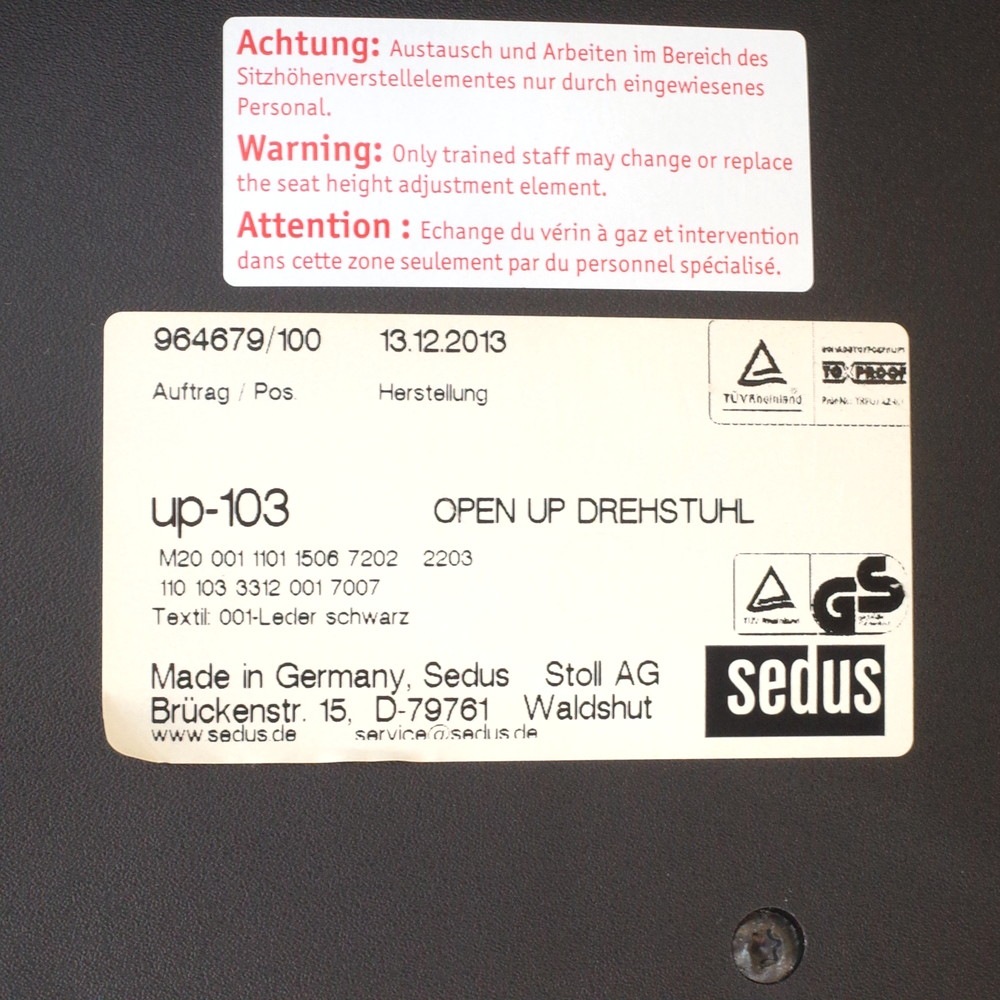 Achtung: Austausch und Arbeiten im Bereich des
Sitzhöhenverstellelementes nur durch eingewiesenes
Personal.
Warning: Only trained staff may change or replace
the seat height adjustment element.
Attention : Echange du vérin à gaz et intervention
dans cette zone seulement par du personnel spécialisé.
964679/100 13.12.2013
Auftrag / Pos. Herstellung
TÜVRheinland
TOXPROOF
up-103 OPEN UP DREHSTUHL
M20 001 1101 1506 7202 2203
110 103 3312 001 7007
Textil: 001-Leder schwarz
TÜV Rheinland
GS
Made in Germany, Sedus Stoll AG
Brückenstr. 15, D-79761 Waldshut
www.sedus.de service@sedus.de
sedus